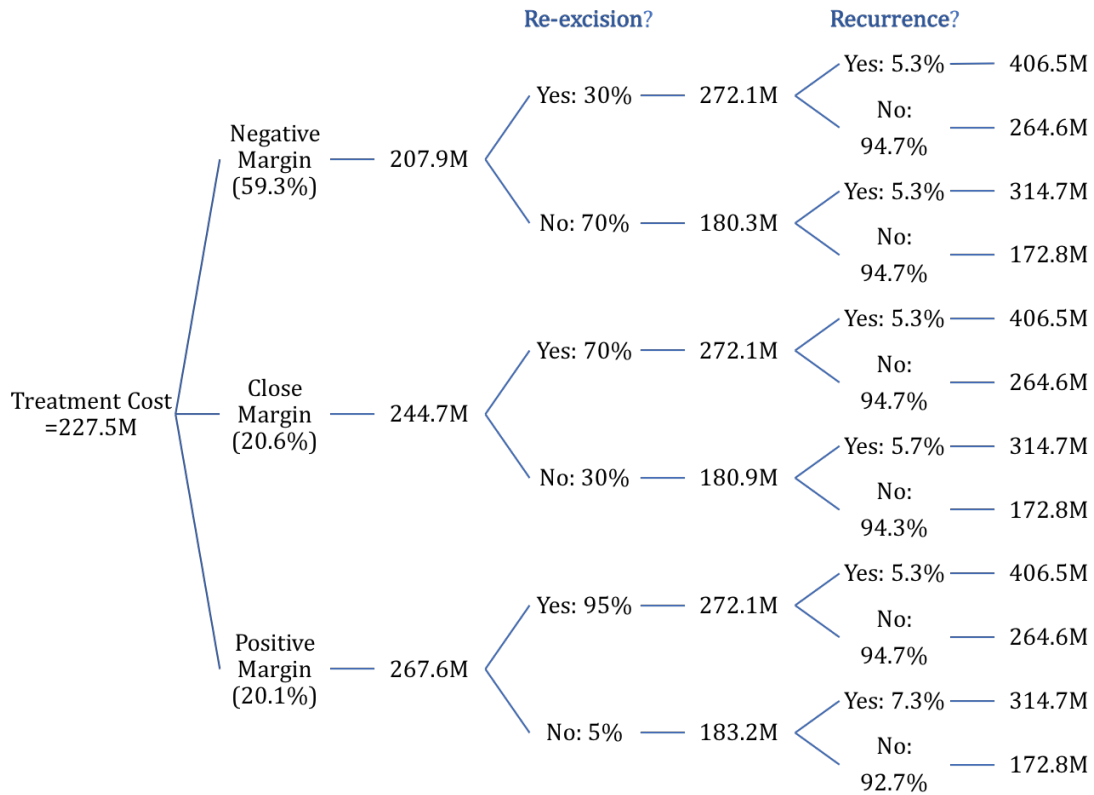 Re-excision?
Recurrence?
Treatment Cost
=227.5M
Negative
Margin
(59.3%)
207.9M
Yes: 30%
272.1M
Yes: 5.3%
406.5M
No:
94.7%
264.6M
No: 70%
180.3M
Yes: 5.3%
314.7M
No:
94.7%
172.8M
Close
Margin
(20.6%)
244.7M
Yes: 70%
272.1M
Yes: 5.3%
406.5M
No:
94.7%
264.6M
No: 30%
180.9M
Yes: 5.7%
314.7M
No:
94.3%
172.8M
Positive
Margin
(20.1%)
267.6M
Yes: 95%
272.1M
Yes: 5.3%
406.5M
No:
94.7%
264.6M
No: 5%
183.2M
Yes: 7.3%
314.7M
No:
92.7%
172.8M